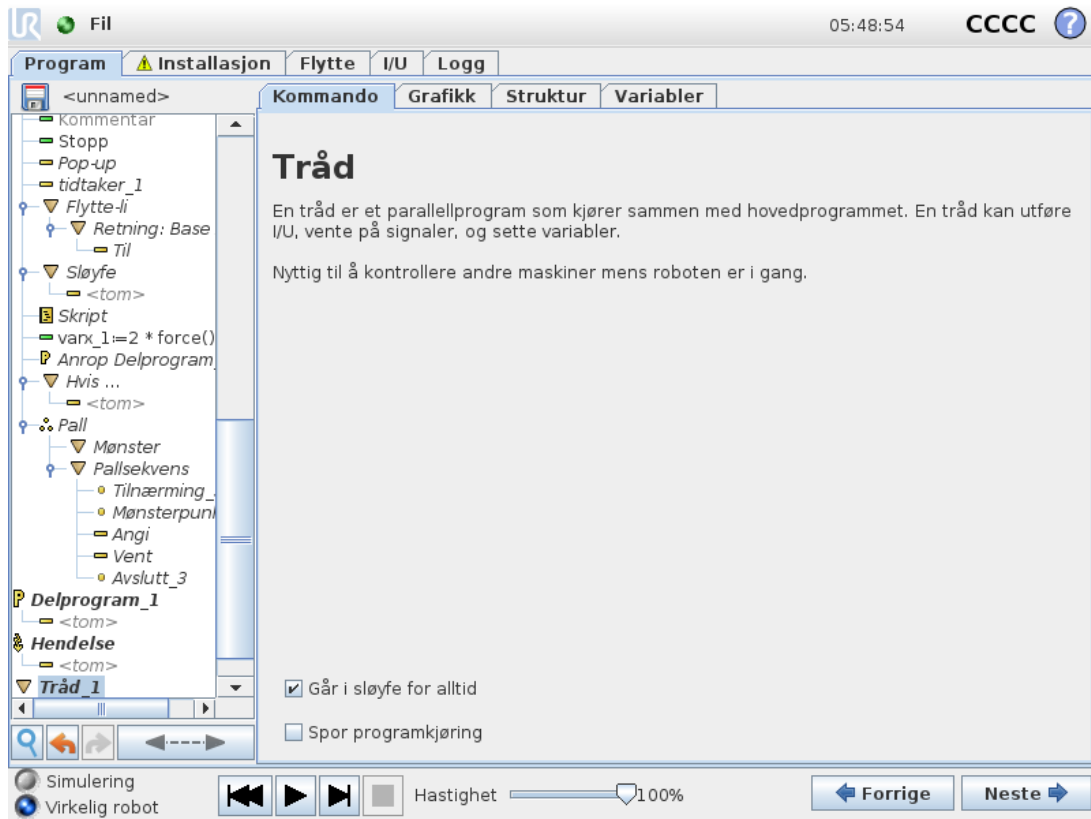 Fil
05:48:54
CCCC
?
Program
Installasjon
Flytte
I/U
Logg
<unnamed>
Kommando
Grafikk
Struktur
Variabler
Kommentar
Stopp
Pop-up
tidtaker_1
Flytte-li
Retning: Base
Til
Sløyfe
<tom>
Skript
varx_1:=2 * force()
Anrop Delprogram_
Hvis ...
<tom>
Pall
Mønster
Pallsekvens
Tilnærming_
Mønsterpunk
Angi
Vent
Avslutt_3
Delprogram_1
<tom>
Hendelse
<tom>
Tråd_1
Tråd
En tråd er et parallellprogram som kjører sammen med hovedprogrammet. En tråd kan utføre
I/U, vente på signaler, og sette variabler.
Nyttig til å kontrollere andre maskiner mens roboten er i gang.
Går i sløyfe for alltid
Spor programkjøring
Simulering
Virkelig robot
Hastighet
100%
Forrige
Neste